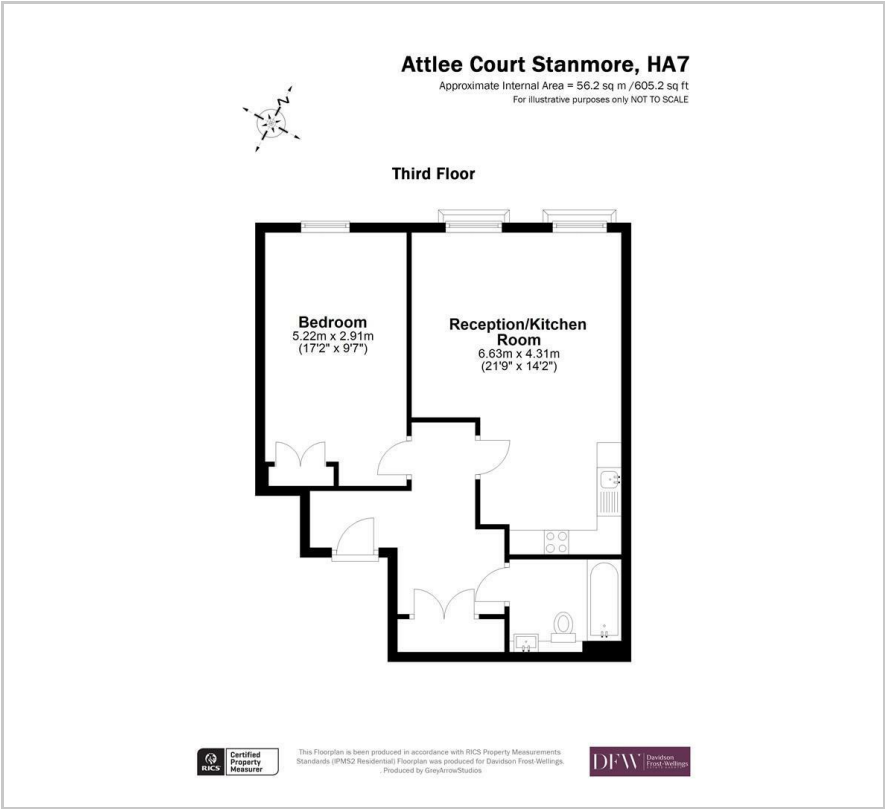 Attlee Court Stanmore, HA7
Approximate Internal Area = 56.2 sq m /605.2 sq ft
For illustrative purposes only NOT TO SCALE
N
Third Floor
Bedroom
5.22m x 2.91m
(17'2" x 9'7")
Reception/Kitchen
Room
6.63m x 4.31m
(21'9" x 14'2")
RICS
Certified
Property
Measurer
This Floorplan is been produced in accordance with RICS Property Measurements
Standards (IPMS2 Residential) Floorplan was produced for Davidson Frost-Wellings.
. Produced by GreyArrowStudios
DFW
Davidson
Frost-Wellings